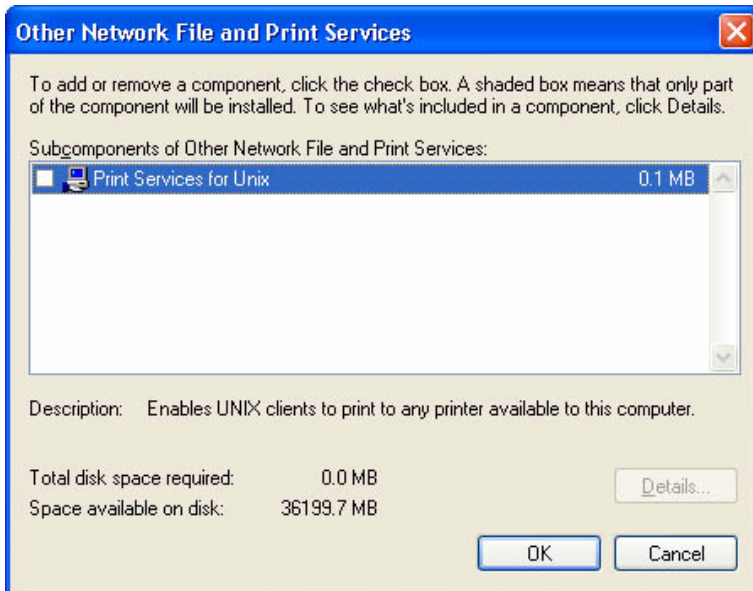 Other Network File and Print Services
To add or remove a component, click the check box. A shaded box means that only part
of the component will be installed. To see what's included in a component, click Details.
Subcomponents of Other Network File and Print Services:
Print Services for Unix 0.1 MB
Description: Enables UNIX clients to print to any printer available to this computer.
Total disk space required: 0.0 MB
Space available on disk: 36199.7 MB
Details...
OK Cancel